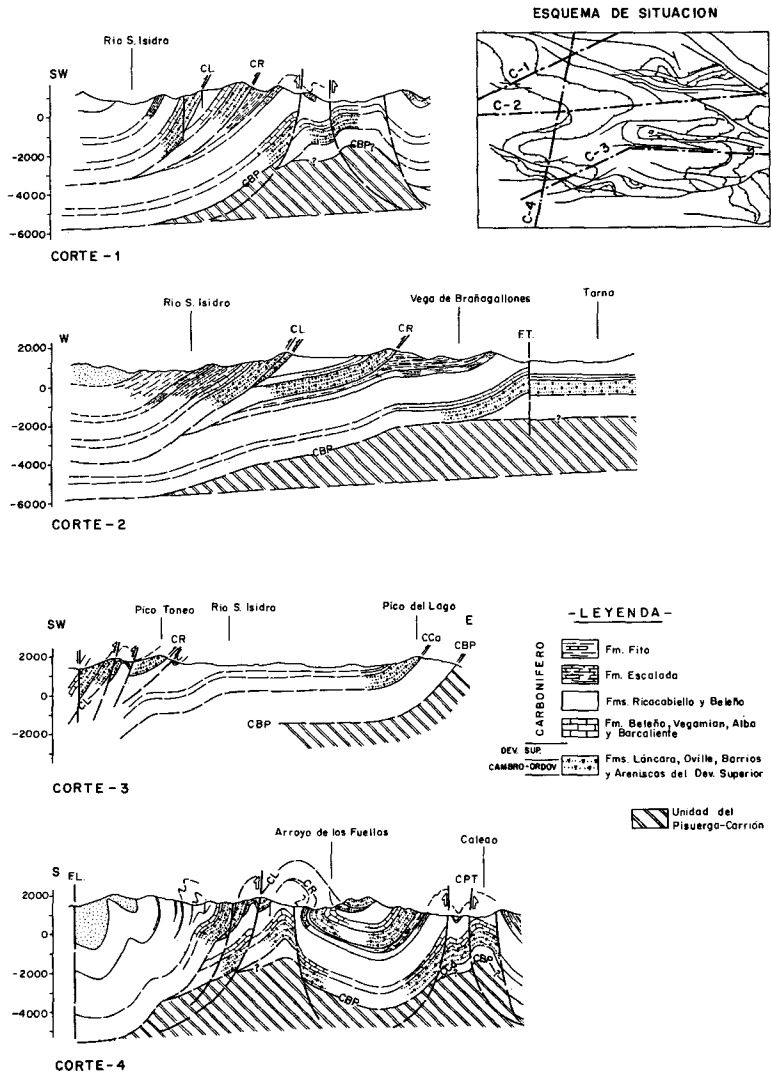 ESQUEMA DE SITUACION
C-1
C-2
C-3
C-4
Rio S. Isidro
SW
CL
CR
0
-2000
-4000
-6000
CBP
?
CBP?
CORTE-1
Rio S. Isidro
Vega de Brañagallones
Tarna
W
CL
CR
F.T.
2000
0
-2000
-4000
-6000
CBP
?
CORTE-2
SW
Pico Toneo
Rio S. Isidro
Pico del Lago
E
CR
CCa
CBP
2000
0
-2000
CBP
CORTE-3
-LEYENDA-
CARBONIFERO
Fm. Fito
Fm. Escalada
Fms. Ricacabiello y Beleño
Fm. Beleño, Vegamian, Alba
y Barcaliente
DEV. SUP.
CAMBRO-ORDOV
Fms. Láncara, Oville, Barrios
y Areniscas del Dev. Superior
Unidad del
Pisuerga-Carrión
Arroyo de los Fuellos
Caleao
S
F.L.
CL
CR
CPT
2000
0
-2000
-4000
?
CBP
CBP
CORTE-4